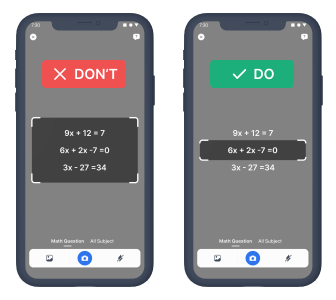 7:30
DON'T
9x + 12 = 7
6x + 2x -7 =0
3x - 27 =34
Math Question All Subject
7:30
DO
9x + 12 = 7
6x + 2x -7 =0
3x - 27 =34
Math Question All Subject